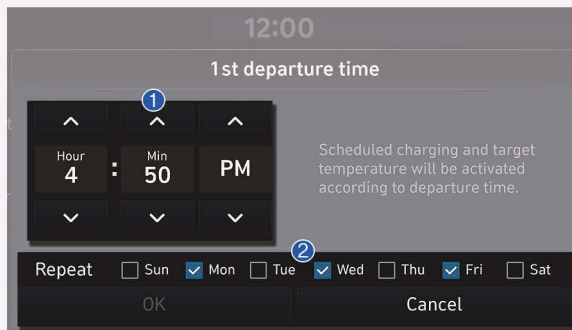 12:00
1st departure time
1
Hour Min
4 : 50 PM
Scheduled charging and target
temperature will be activated
according to departure time.
2
Repeat Sun Mon Tue Wed Thu Fri Sat
OK Cancel